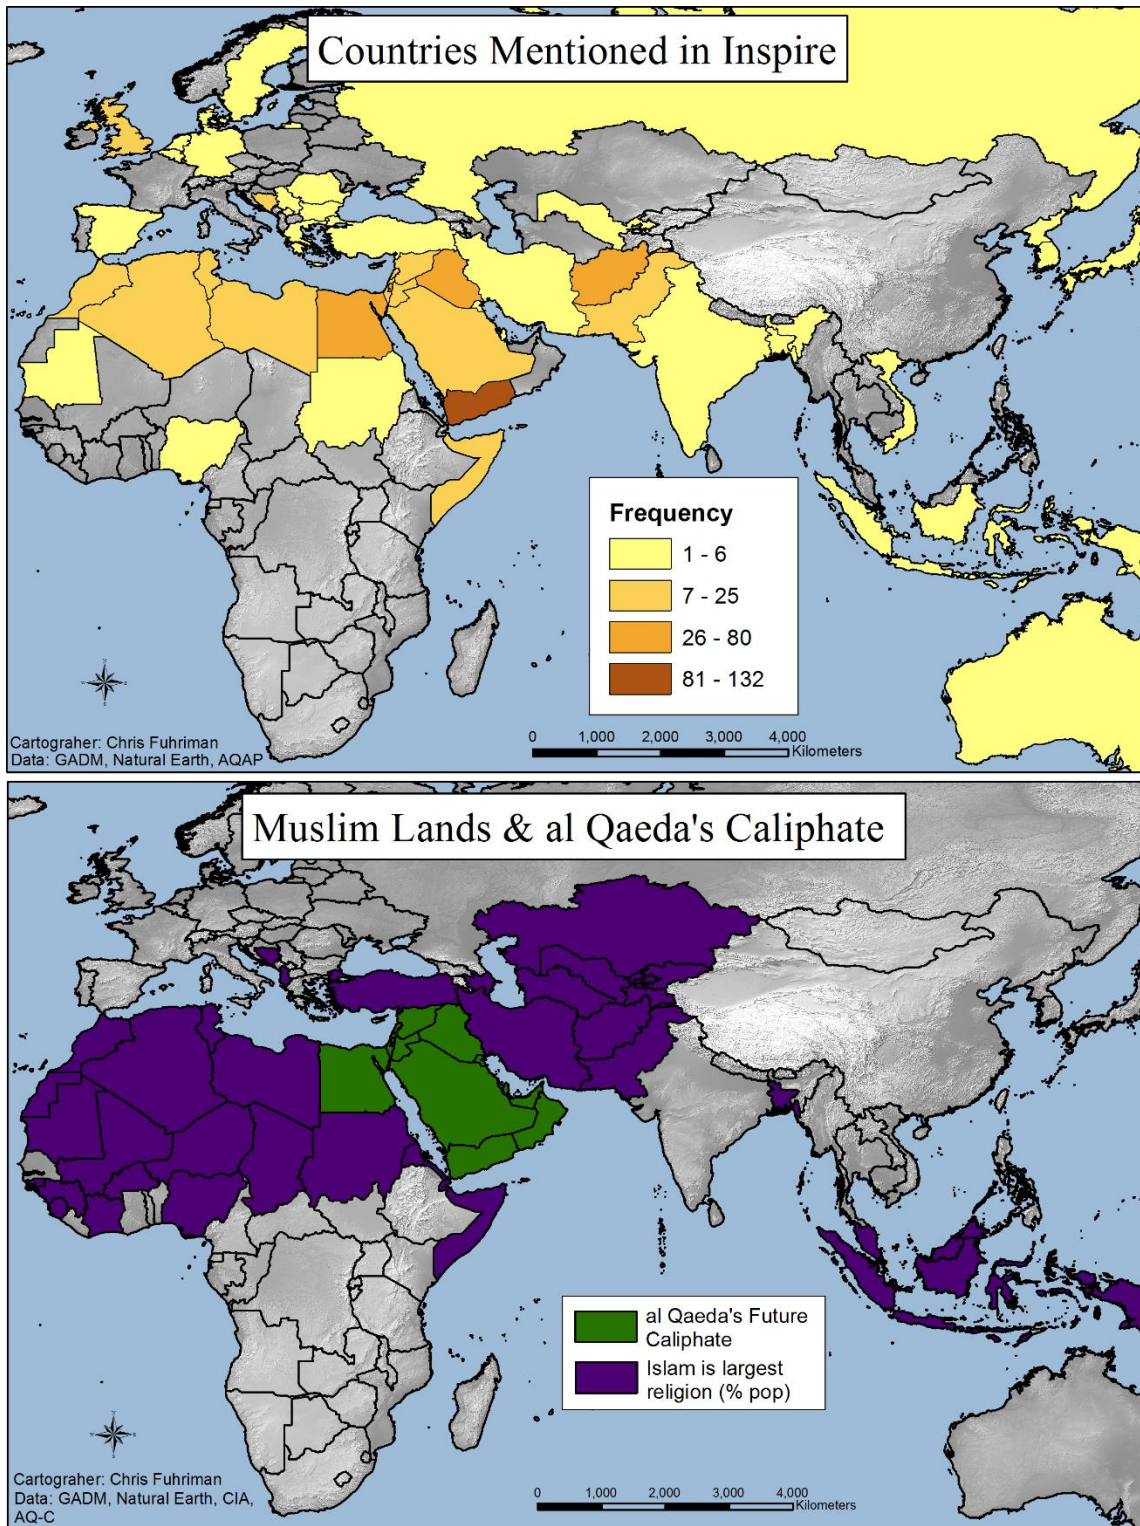 Countries Mentioned in Inspire
Frequency
1 - 6
7 - 25
26 - 80
81 - 132
0 1,000 2,000 3,000 4,000
Kilometers
Cartograher: Chris Fuhriman
Data: GADM, Natural Earth, AQAP
Muslim Lands & al Qaeda's Caliphate
al Qaeda's Future
Caliphate
Islam is largest
religion (% pop)
0 1,000 2,000 3,000 4,000
Kilometers
Cartograher: Chris Fuhriman
Data: GADM, Natural Earth, CIA,
AQ-C